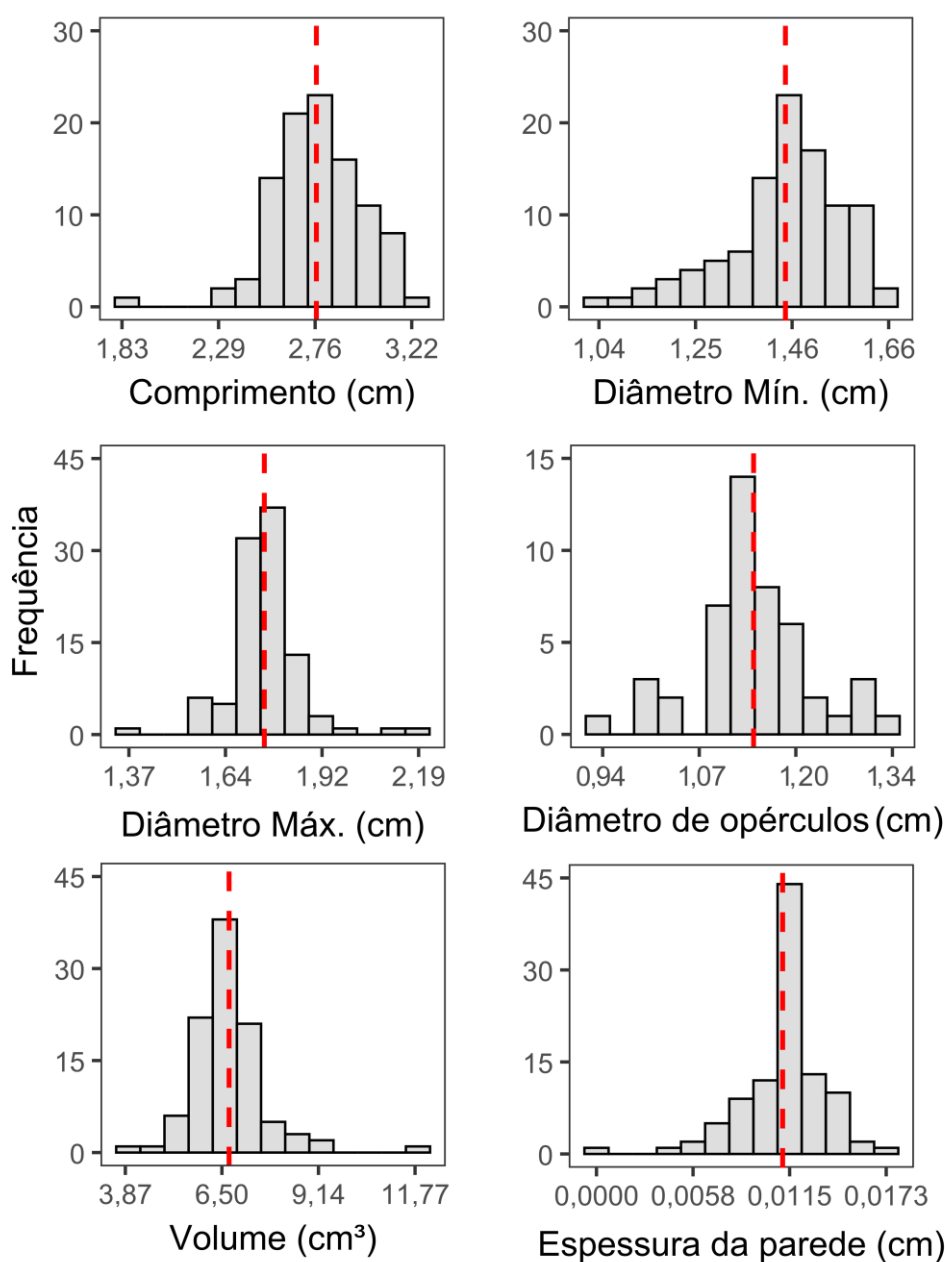 30
20
10
0
1,83 2,29 2,76 3,22
Comprimento (cm)
30
20
10
0
1,04 1,25 1,46 1,66
Diâmetro Mín. (cm)
Frequência
45
30
15
0
1,37 1,64 1,92 2,19
Diâmetro Máx. (cm)
15
10
5
0
0,94 1,07 1,20 1,34
Diâmetro de opérculos (cm)
45
30
15
0
3,87 6,50 9,14 11,77
Volume (cm³)
45
30
15
0
0,0000 0,0058 0,0115 0,0173
Espessura da parede (cm)